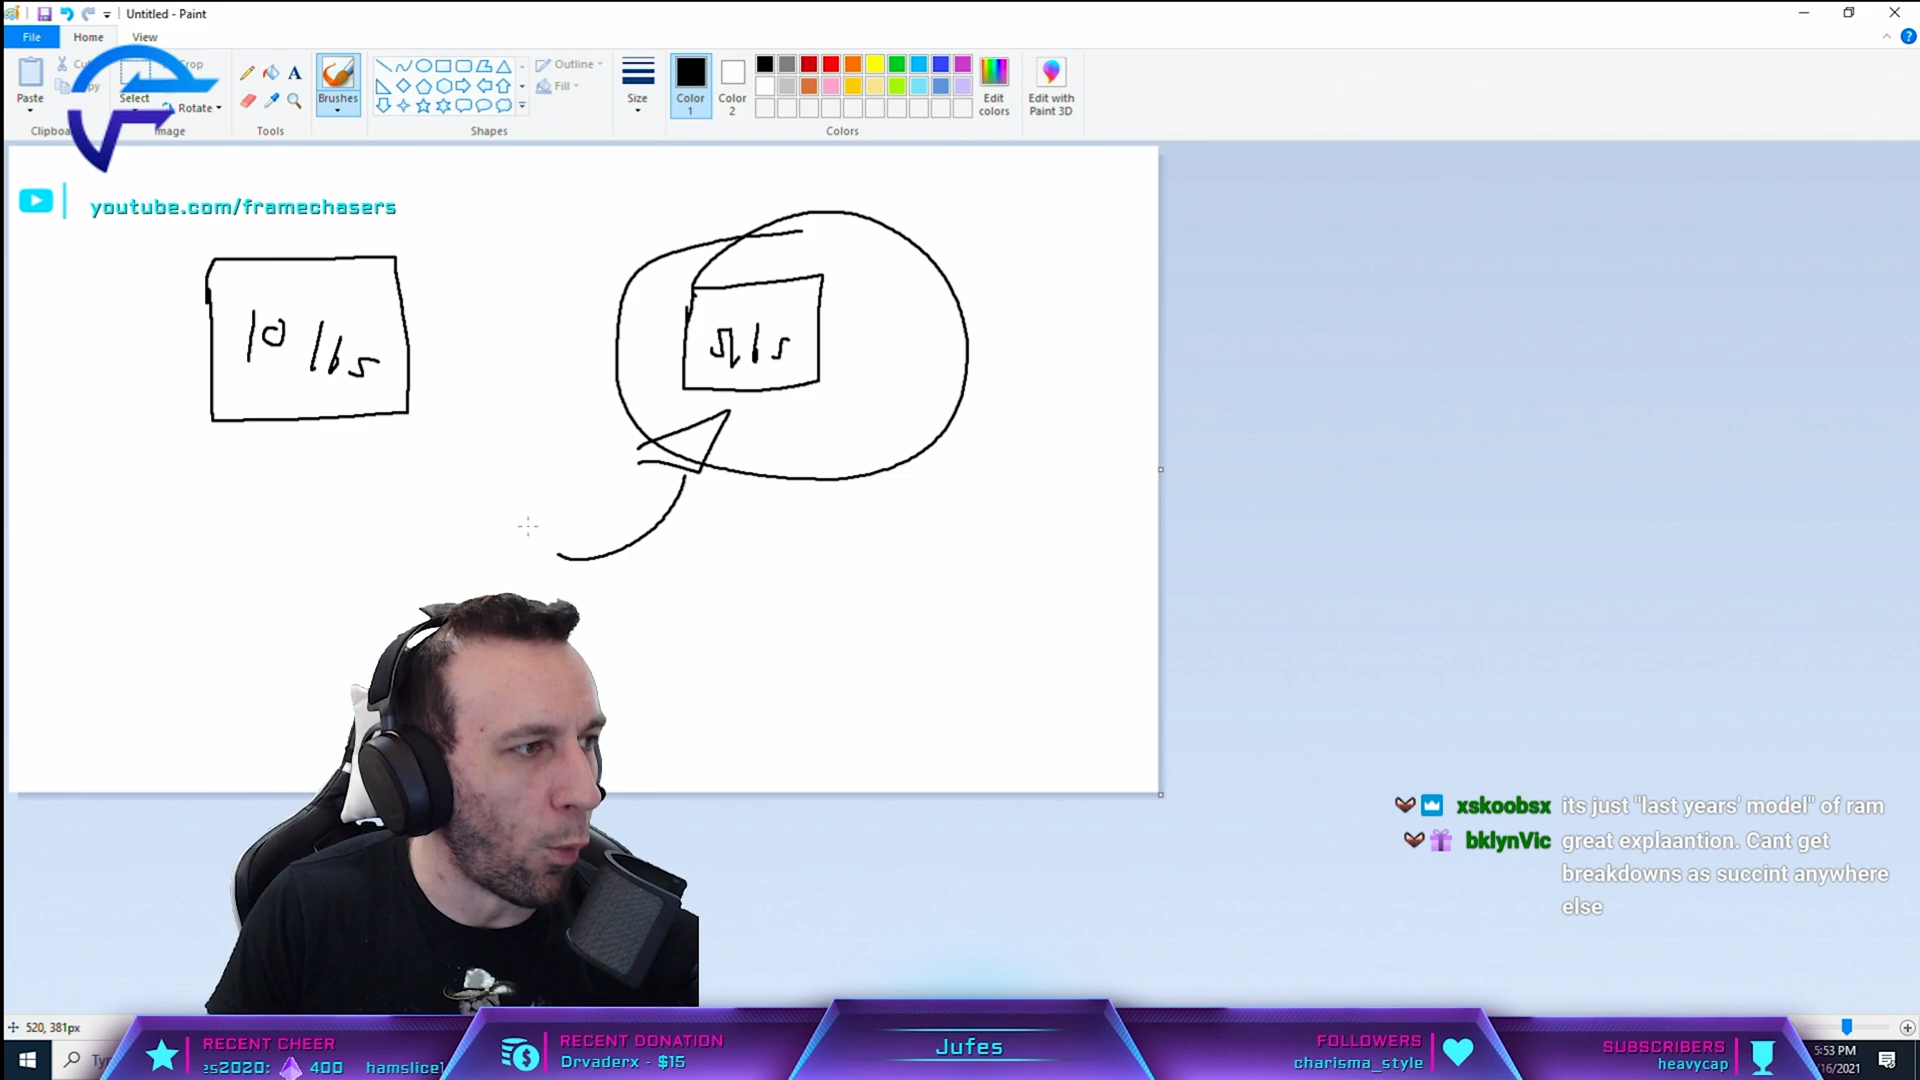 Untitled - Paint
File Home View
Paste
Select
Rotate
Brushes
Outline
Fill
Size
Color 1
Color 2
Edit colors
Edit with Paint 3D
Image Tools Shapes Colors
youtube.com/framechasers
10 lbs
xskoobsx its just "last years' model" of ram
bklynVic great explaantion. Cant get
breakdowns as succint anywhere
else
520, 381px
RECENT CHEER
es2020: 400 hamslice
RECENT DONATION
Drvaderx - $15
Jufes
FOLLOWERS
charisma_style
SUBSCRIBERS
heavycap
5:53 PM
/16/2021